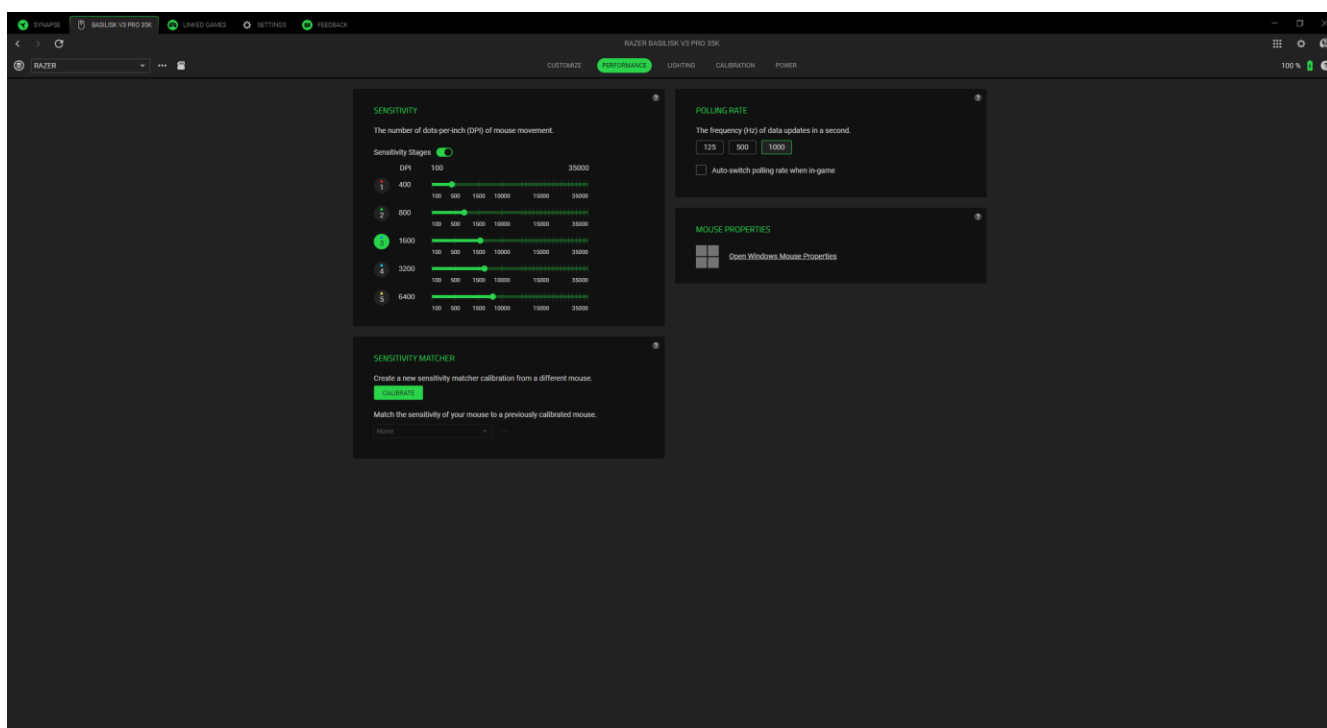 SYNAPSE BASILISK V3 PRO 35K LINKED GAMES SETTINGS FEEDBACK
RAZER BASILISK V3 PRO 35K
RAZER CUSTOMIZE PERFORMANCE LIGHTING CALIBRATION POWER 100 %
SENSITIVITY
The number of dots-per-inch (DPI) of mouse movement.
Sensitivity Stages
DPI 100 35000
1 400
100 500 1500 10000 15000 35000
2 800
100 500 1500 10000 15000 35000
3 1600
100 500 1500 10000 15000 35000
4 3200
100 500 1500 10000 15000 35000
5 6400
100 500 1500 10000 15000 35000
SENSITIVITY MATCHER
Create a new sensitivity matcher calibration from a different mouse.
CALIBRATE
Match the sensitivity of your mouse to a previously calibrated mouse.
None
POLLING RATE
The frequency (Hz) of data updates in a second.
125 500 1000
Auto-switch polling rate when in-game
MOUSE PROPERTIES
Open Windows Mouse Properties